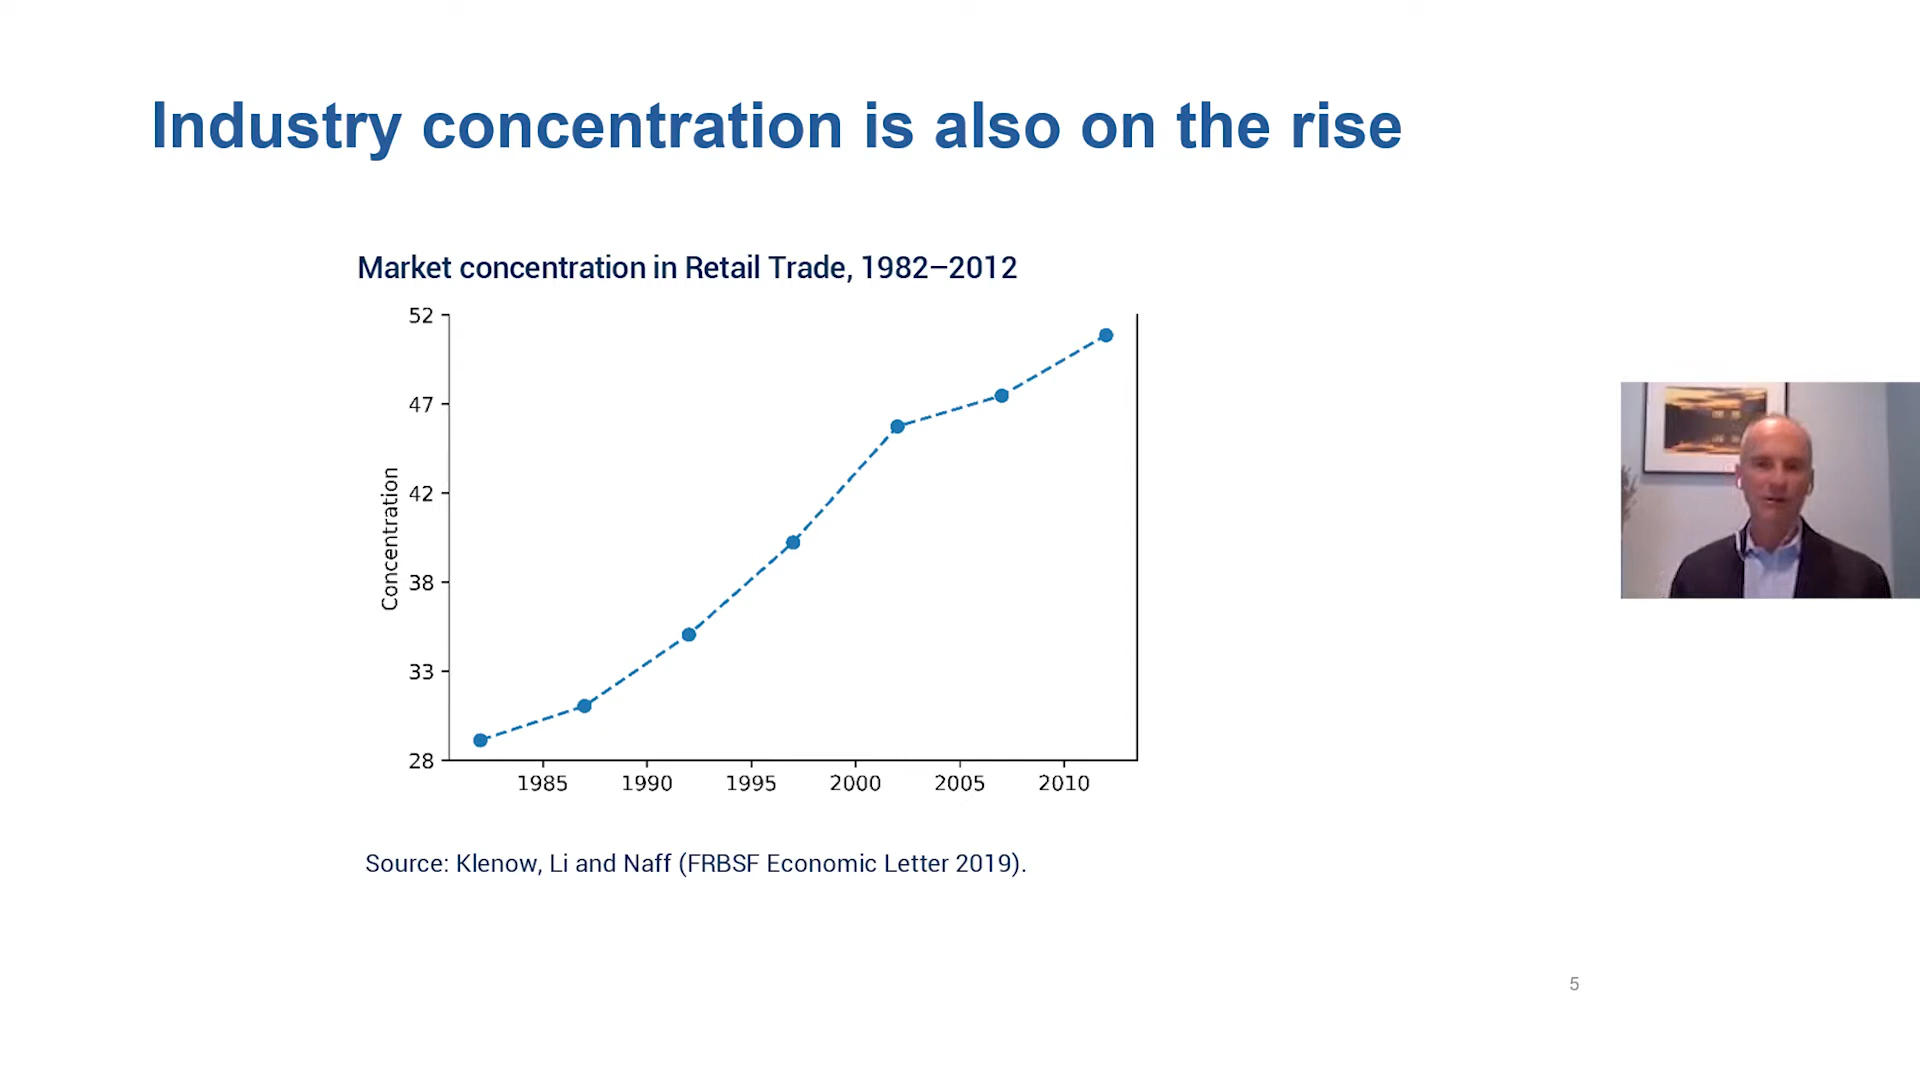 Industry concentration is also on the rise
Market concentration in Retail Trade, 1982–2012
52
47
42
38
33
28
Concentration
1985 1990 1995 2000 2005 2010
Source: Klenow, Li and Naff (FRBSF Economic Letter 2019).
5